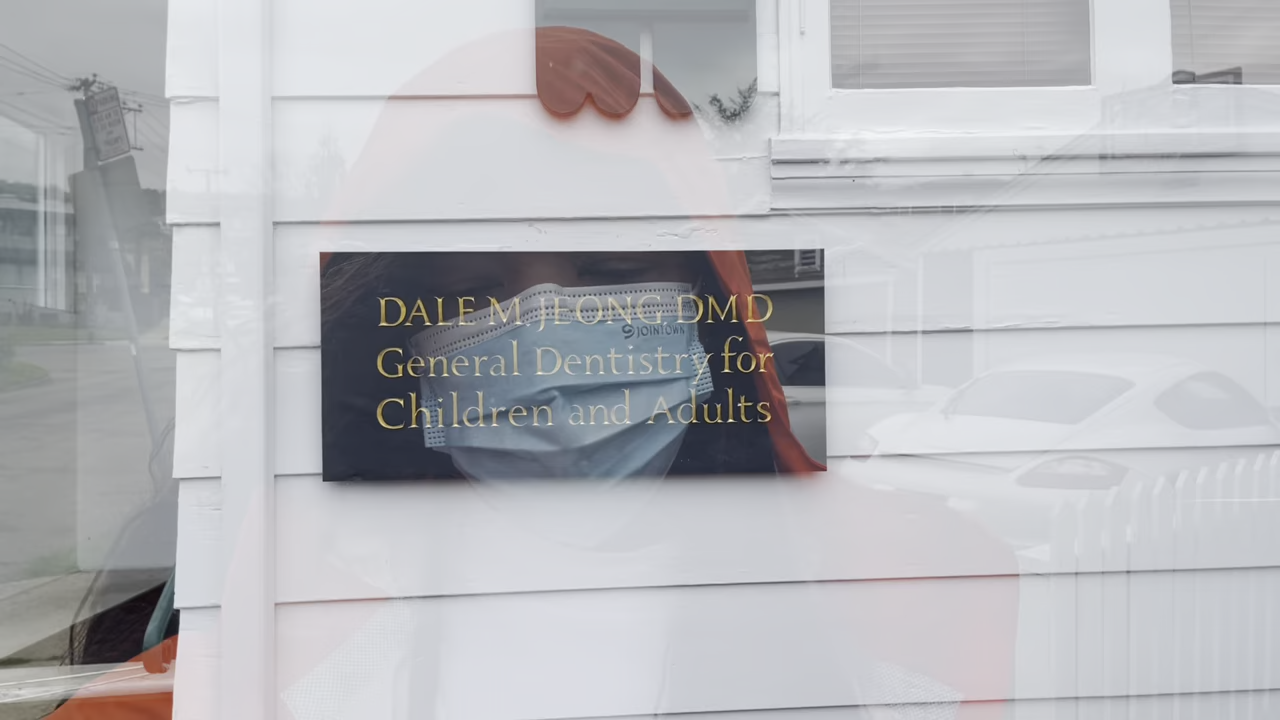 DALE M. JEONG DMD
General Dentistry for
Children and Adults
JOINTOWN